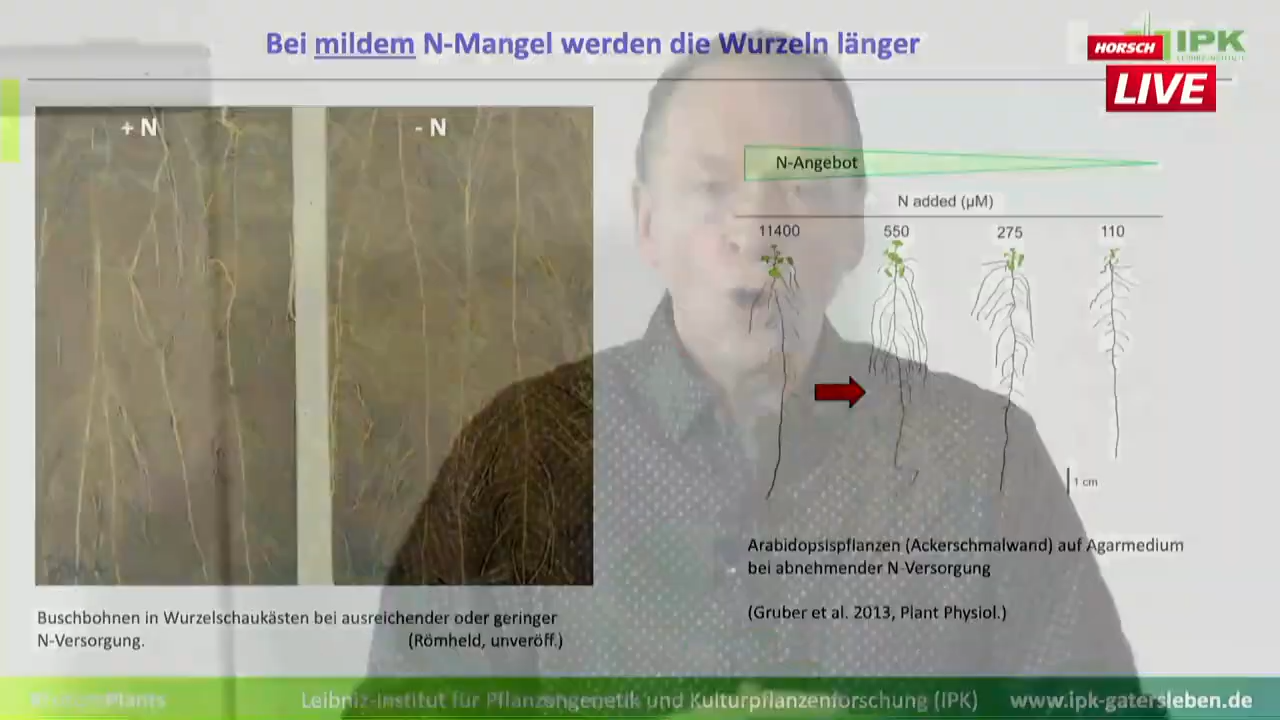 Bei mildem N-Mangel werden die Wurzeln länger
HORSCH
IPK
LEIBNIZ-INSTITUTE
LIVE
+ N
- N
N-Angebot
N added (µM)
11400 550 275 110
1 cm
Arabidopsispflanzen (Ackerschmalwand) auf Agarmedium
bei abnehmender N-Versorgung
(Gruber et al. 2013, Plant Physiol.)
Buschbohnen in Wurzelschaukästen bei ausreichender oder geringer
N-Versorgung. (Römheld, unveröff.)
Leibniz-Institut für Pflanzengenetik und Kulturpflanzenforschung (IPK)
www.ipk-gatersleben.de